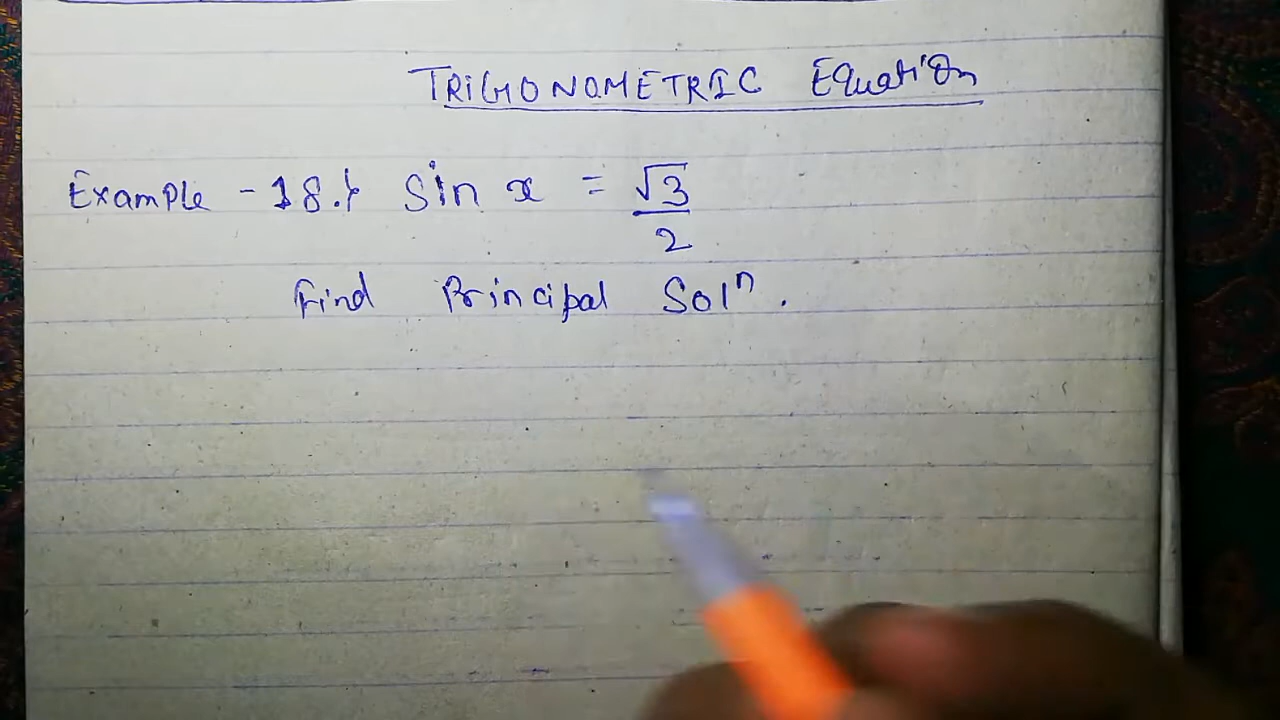 TRIGONOMETRIC Equation
Example - 18. Sin x = √3/2
Find Principal Solⁿ.